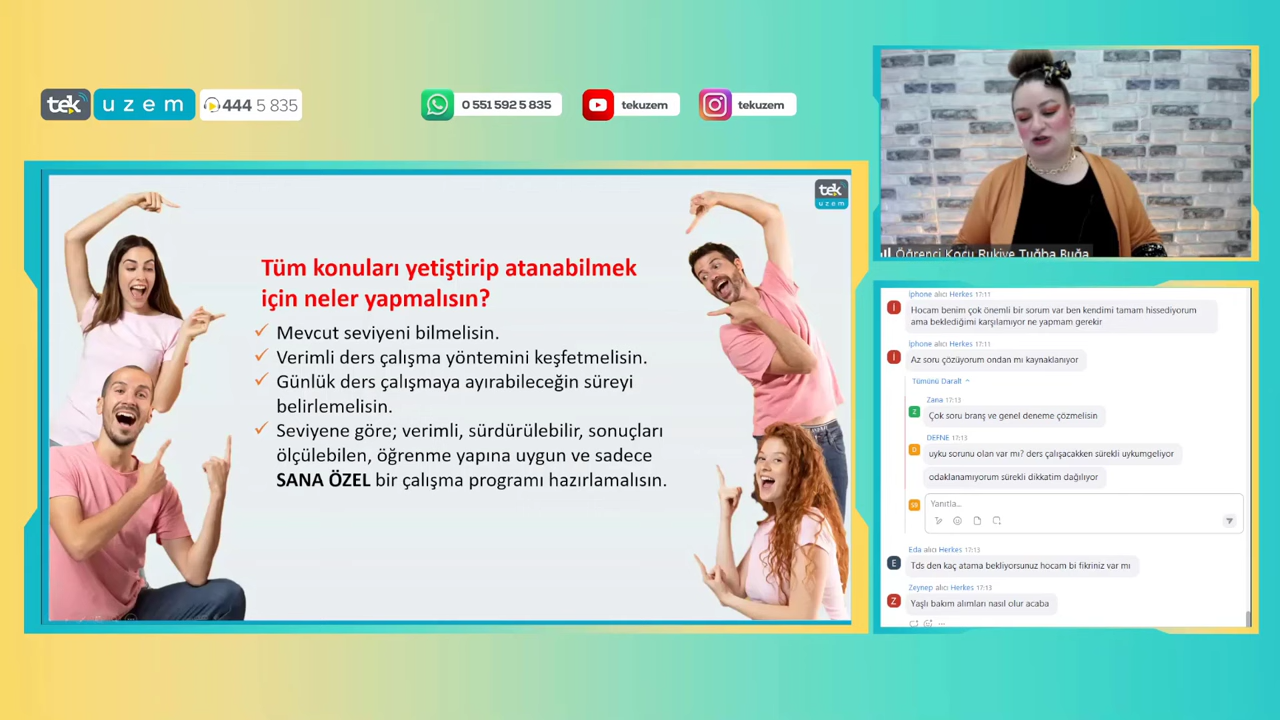 tek uzem 444 5 835
0 551 592 5 835
tekuzem
tekuzem
tek
uzem
Tüm konuları yetiştirip atanabilmek
için neler yapmalısın?
Mevcut seviyeni bilmelisin.
Verimli ders çalışma yöntemini keşfetmelisin.
Günlük ders çalışmaya ayırabileceğin süreyi
belirlemelisin.
Seviyene göre; verimli, sürdürülebilir, sonuçları
ölçülebilen, öğrenme yapına uygun ve sadece
SANA ÖZEL bir çalışma programı hazırlamalısın.
Öğrenci Koçu Rukiye Tuğba Buğa
iphone alıcı Herkes 17:11
I
Hocam benim çok önemli bir sorum var ben kendimi tamam hissediyorum
ama beklediğimi karşılamıyor ne yapmam gerekir
iphone alıcı Herkes 17:11
I
Az soru çözüyorum ondan mı kaynaklanıyor
Tümünü Daralt
Zana 17:13
Z
Çok soru branş ve genel deneme çözmelisin
DEFNE 17:13
D
uyku sorunu olan var mı? ders çalışacakken sürekli uykumgeliyor
odaklanamıyorum sürekli dikkatim dağılıyor
Yanıtla...
Eda alıcı Herkes 17:13
E
Tds den kaç atama bekliyorsunuz hocam bi fikriniz var mı
Zeynep alıcı Herkes 17:13
Z
Yaşlı bakım alımları nasıl olur acaba